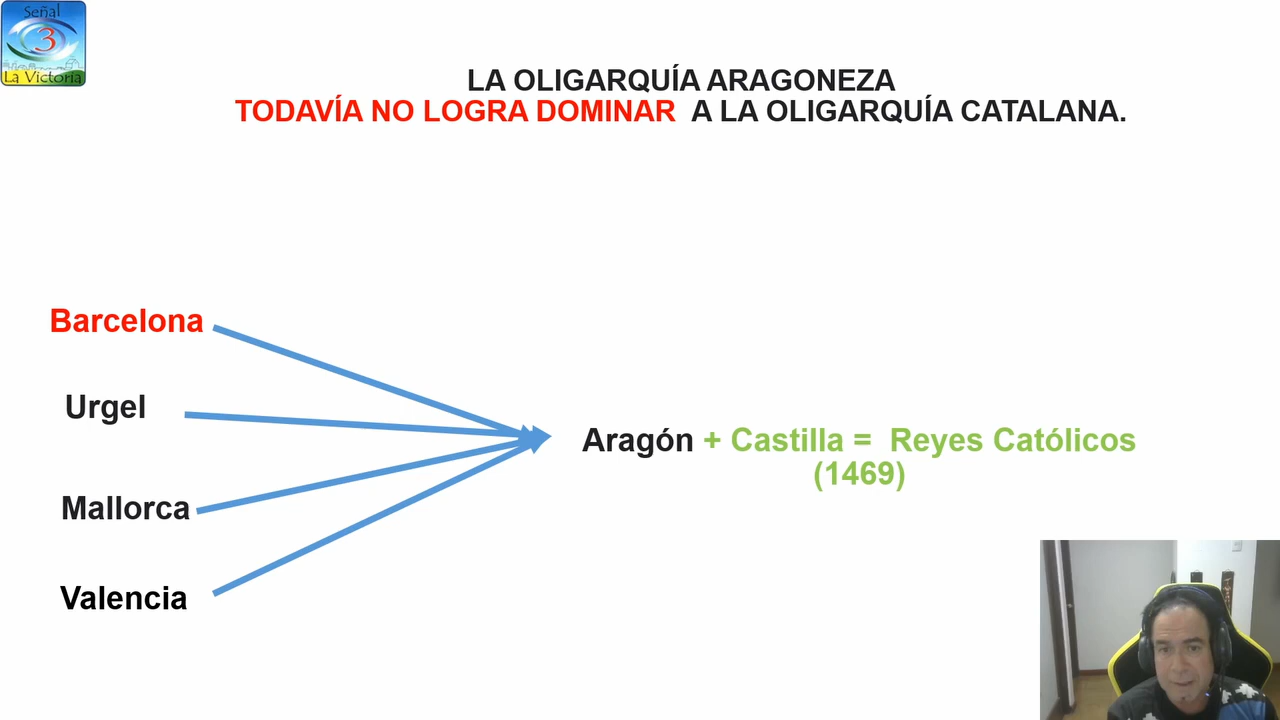 Señal
3
La Victoria
LA OLIGARQUÍA ARAGONEZA
TODAVÍA NO LOGRA DOMINAR A LA OLIGARQUÍA CATALANA.
Barcelona
Urgel
Aragón + Castilla = Reyes Católicos
(1469)
Mallorca
Valencia